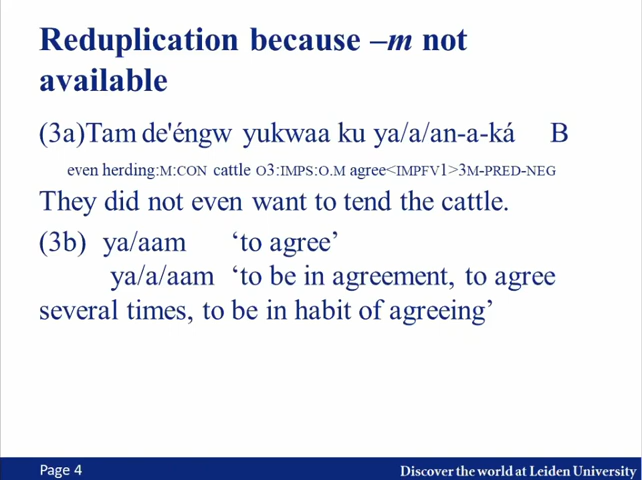 Reduplication because –m not
available
(3a)Tam de'éngw yukwaa ku ya/a/an-a-ká B
even herding:M:CON cattle O3:IMPS:O.M agree<IMPFV1>3M-PRED-NEG
They did not even want to tend the cattle.
(3b) ya/aam ‘to agree’
ya/a/aam ‘to be in agreement, to agree
several times, to be in habit of agreeing’
Page 4 Discover the world at Leiden University